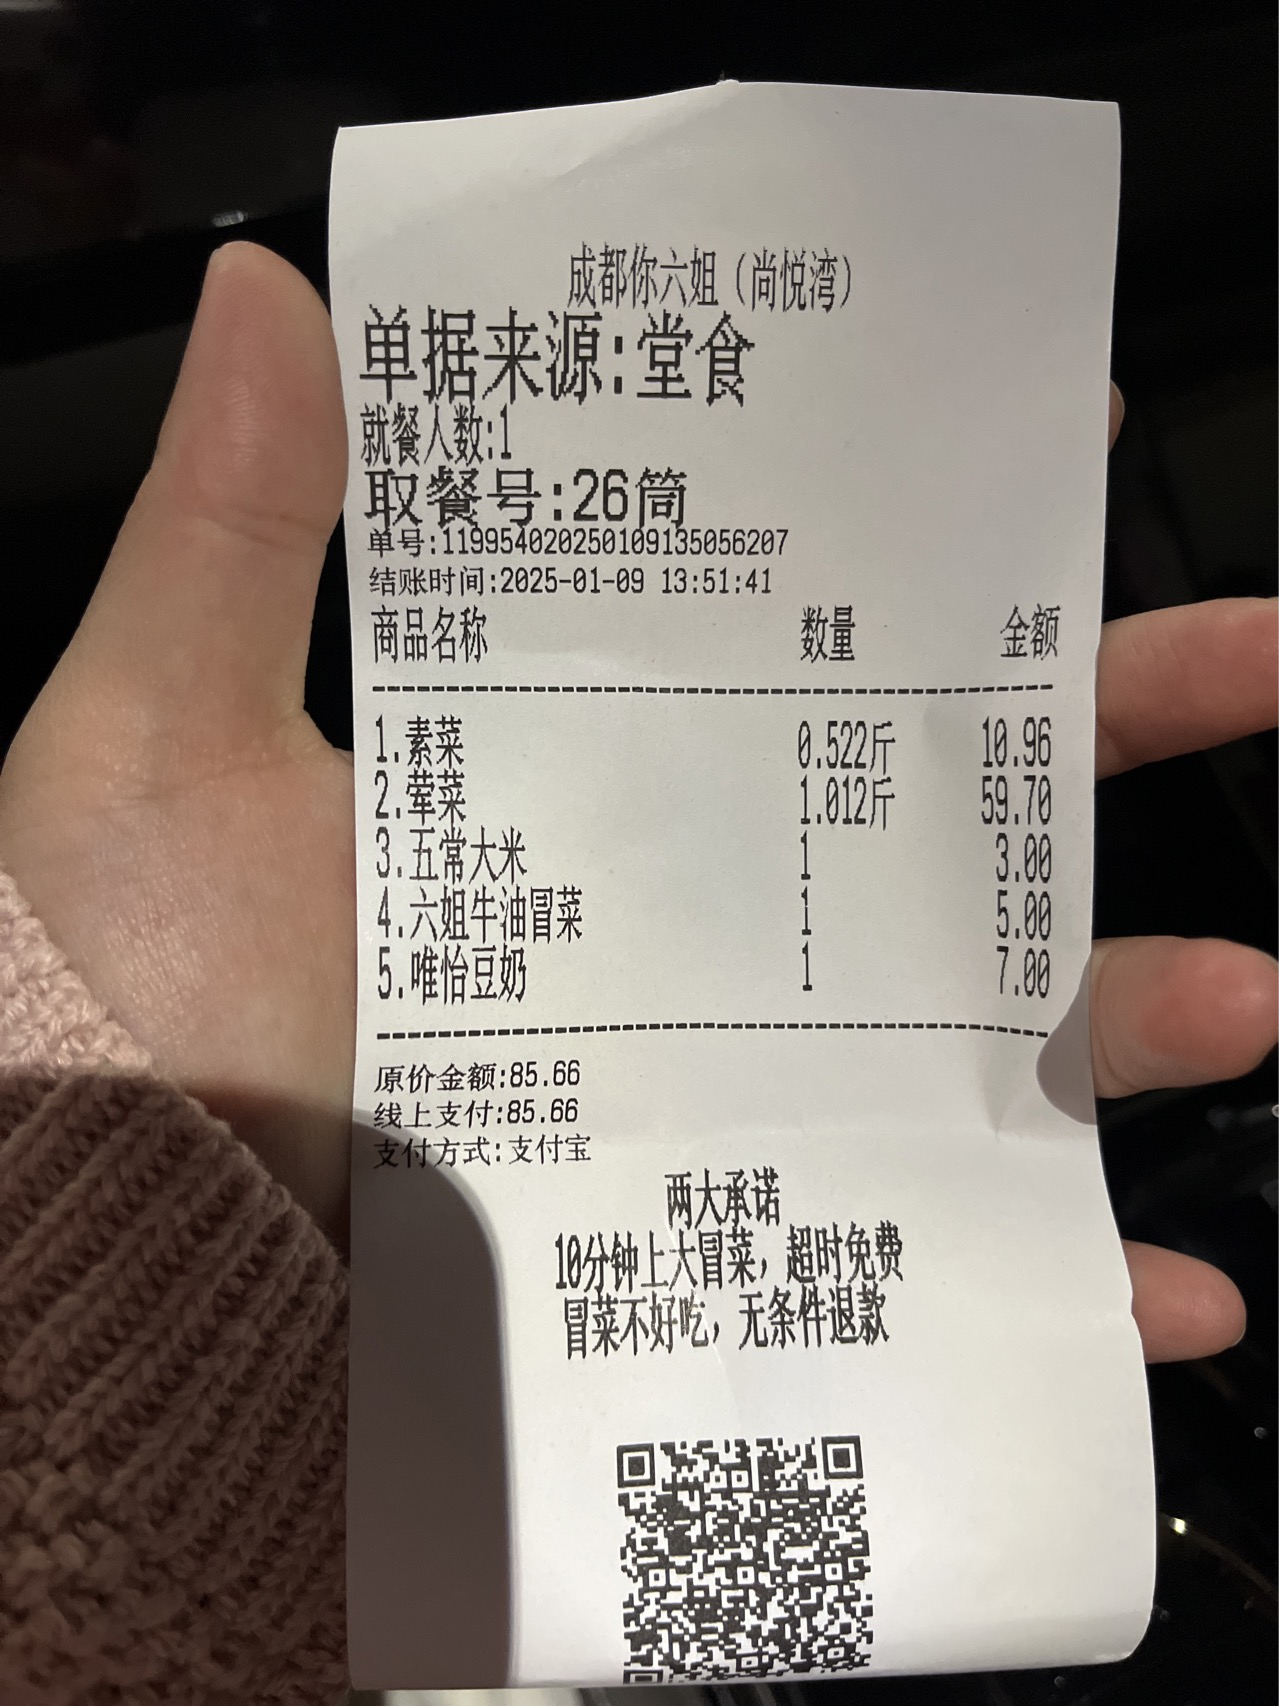 成都你六姐（尚悦湾）
单据来源:堂食
就餐人数:1
取餐号:26筒
单号:119954020250109135056207
结账时间:2025-01-09 13:51:41
商品名称 数量 金额
1.素菜 0.522斤 10.96
2.荤菜 1.012斤 59.70
3.五常大米 1 3.00
4.六姐牛油冒菜 1 5.00
5.唯怡豆奶 1 7.00
原价金额:85.66
线上支付:85.66
支付方式:支付宝
两大承诺
10分钟上大冒菜，超时免费
冒菜不好吃，无条件退款